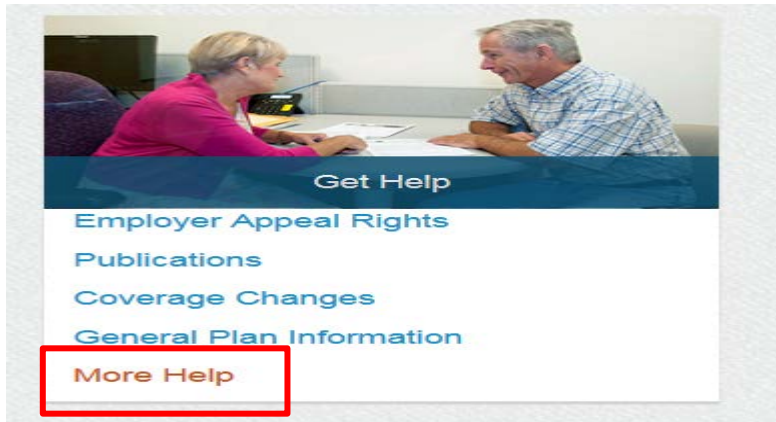 Get Help
Employer Appeal Rights
Publications
Coverage Changes
General Plan Information
More Help